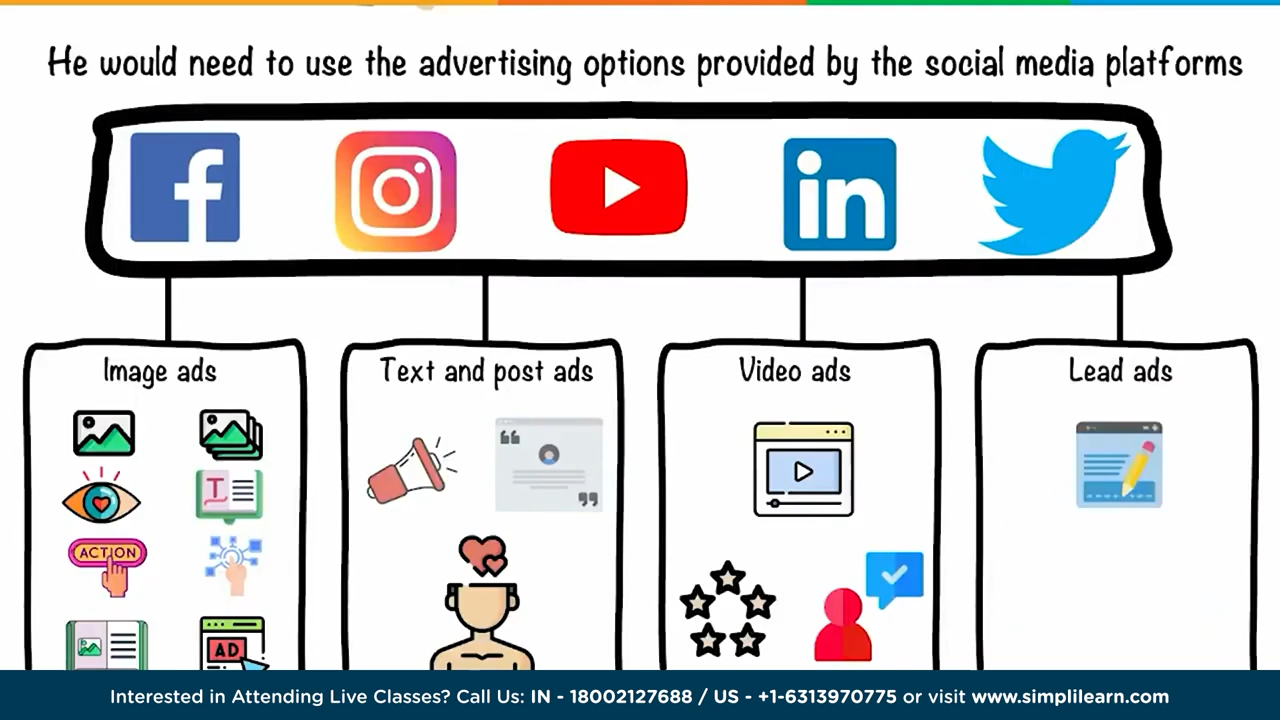 He would need to use the advertising options provided by the social media platforms
f
in
Image ads
Text and post ads
Video ads
Lead ads
T
ACTION
AD
Interested in Attending Live Classes? Call Us: IN - 18002127688 / US - +1-6313970775 or visit www.simplilearn.com